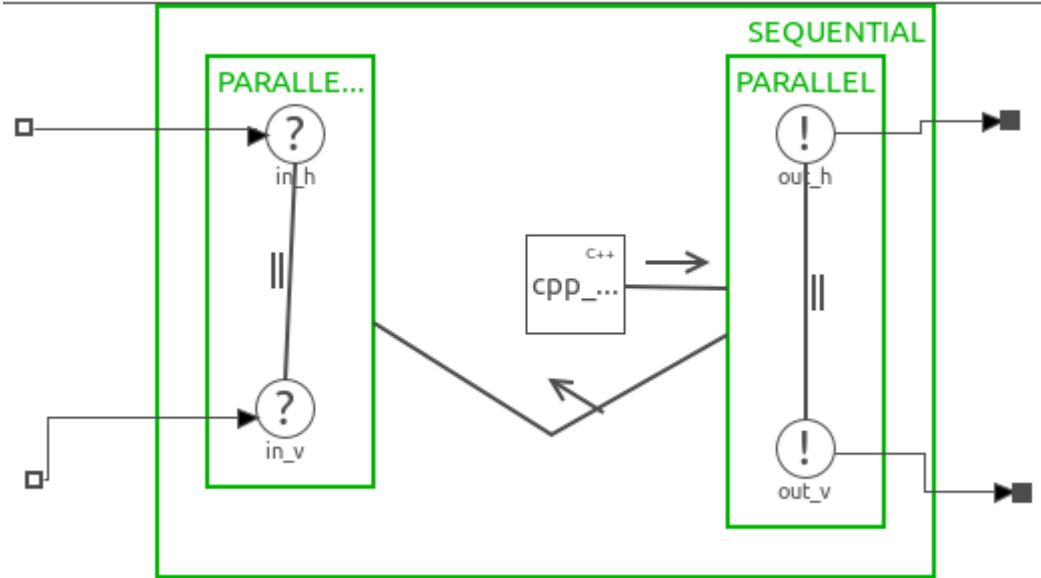 SEQUENTIAL
PARALLE...
PARALLEL
?
!
in_h
out_h
||
||
C++
cpp_...
?
in_v
!
out_v